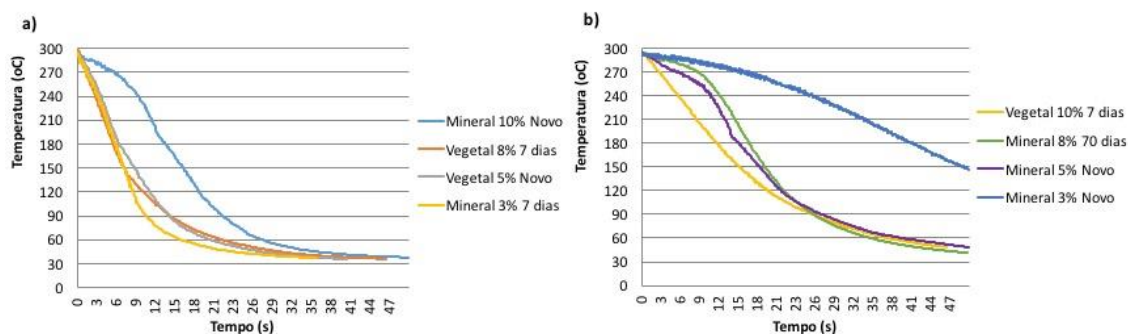 a)
Temperatura (oC)
300
270
240
210
180
150
120
90
60
30
0
0 3 6 9 12 15 18 21 23 26 29 32 35 38 41 44 47
Tempo (s)
Mineral 10% Novo
Vegetal 8% 7 dias
Vegetal 5% Novo
Mineral 3% 7 dias
b)
Temperatura (oC)
300
270
240
210
180
150
120
90
60
30
0
0 3 6 9 12 15 18 21 23 26 29 32 35 38 41 44 47
Tempo (s)
Vegetal 10% 7 dias
Mineral 8% 70 dias
Mineral 5% Novo
Mineral 3% Novo